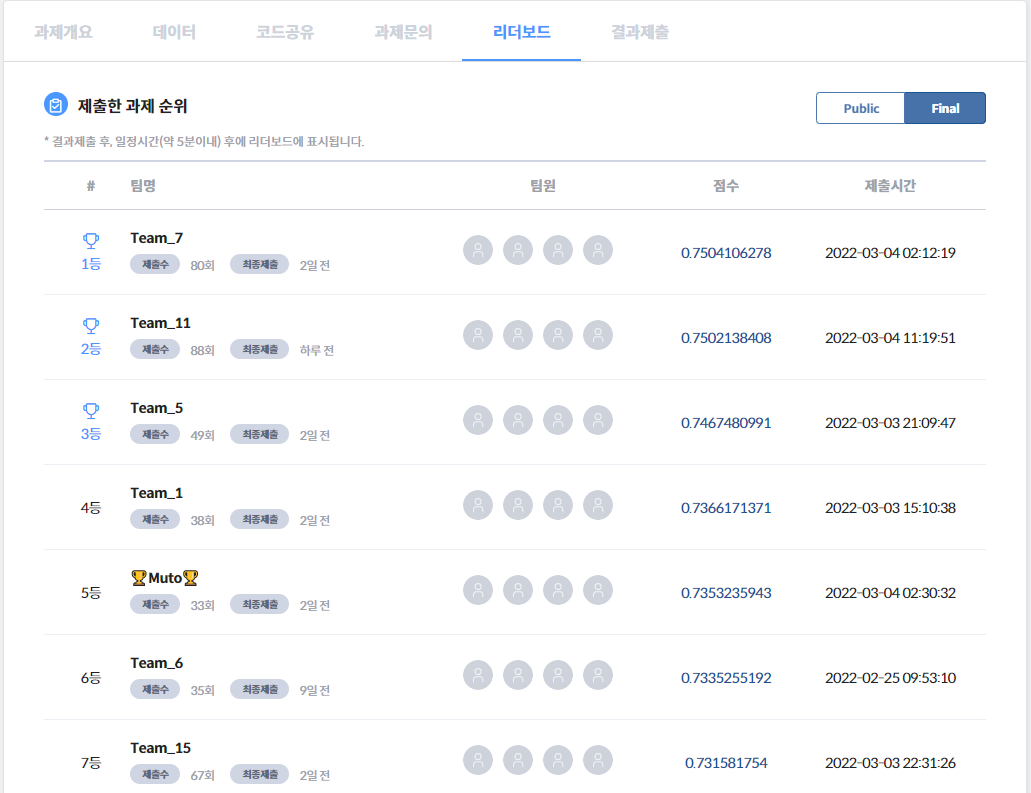 과제개요 데이터 코드공유 과제문의 리더보드 결과제출
제출한 과제 순위 Public Final
* 결과제출 후, 일정시간(약 5분이내) 후에 리더보드에 표시됩니다.
# 팀명 팀원 점수 제출시간
Team_7
1등 제출수 80회 최종제출 2일 전 0.7504106278 2022-03-04 02:12:19
Team_11
2등 제출수 88회 최종제출 하루 전 0.7502138408 2022-03-04 11:19:51
Team_5
3등 제출수 49회 최종제출 2일 전 0.7467480991 2022-03-03 21:09:47
Team_1
4등 제출수 38회 최종제출 2일 전 0.7366171371 2022-03-03 15:10:38
🏆Muto🏆
5등 제출수 33회 최종제출 2일 전 0.7353235943 2022-03-04 02:30:32
Team_6
6등 제출수 35회 최종제출 9일 전 0.7335255192 2022-02-25 09:53:10
Team_15
7등 제출수 67회 최종제출 2일 전 0.731581754 2022-03-03 22:31:26